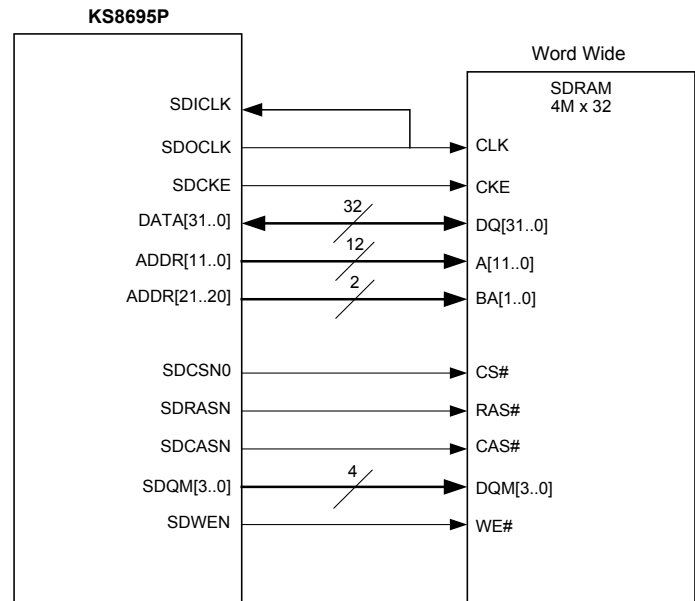 KS8695P
Word Wide
SDRAM
4M x 32
SDICLK
SDOCLK
CLK
SDCKE
CKE
DATA[31..0]
32
DQ[31..0]
ADDR[11..0]
12
A[11..0]
ADDR[21..20]
2
BA[1..0]
SDCSN0
CS#
SDRASN
RAS#
SDCASN
CAS#
SDQM[3..0]
4
DQM[3..0]
SDWEN
WE#